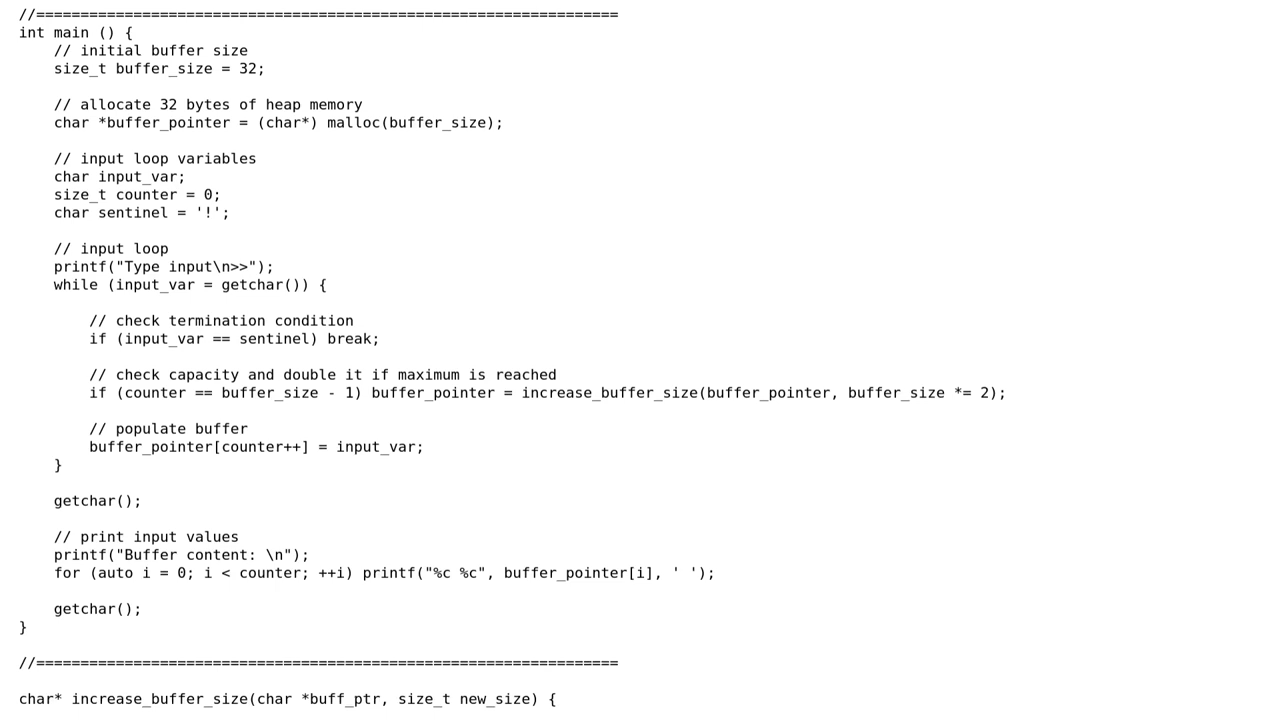 //==================================================================
int main () {
    // initial buffer size
    size_t buffer_size = 32;

    // allocate 32 bytes of heap memory
    char *buffer_pointer = (char*) malloc(buffer_size);

    // input loop variables
    char input_var;
    size_t counter = 0;
    char sentinel = '!';

    // input loop
    printf("Type input\n>>");
    while (input_var = getchar()) {

        // check termination condition
        if (input_var == sentinel) break;

        // check capacity and double it if maximum is reached
        if (counter == buffer_size - 1) buffer_pointer = increase_buffer_size(buffer_pointer, buffer_size *= 2);

        // populate buffer
        buffer_pointer[counter++] = input_var;
    }

    getchar();

    // print input values
    printf("Buffer content: \n");
    for (auto i = 0; i < counter; ++i) printf("%c %c", buffer_pointer[i], ' ');

    getchar();
}

//==================================================================

char* increase_buffer_size(char *buff_ptr, size_t new_size) {